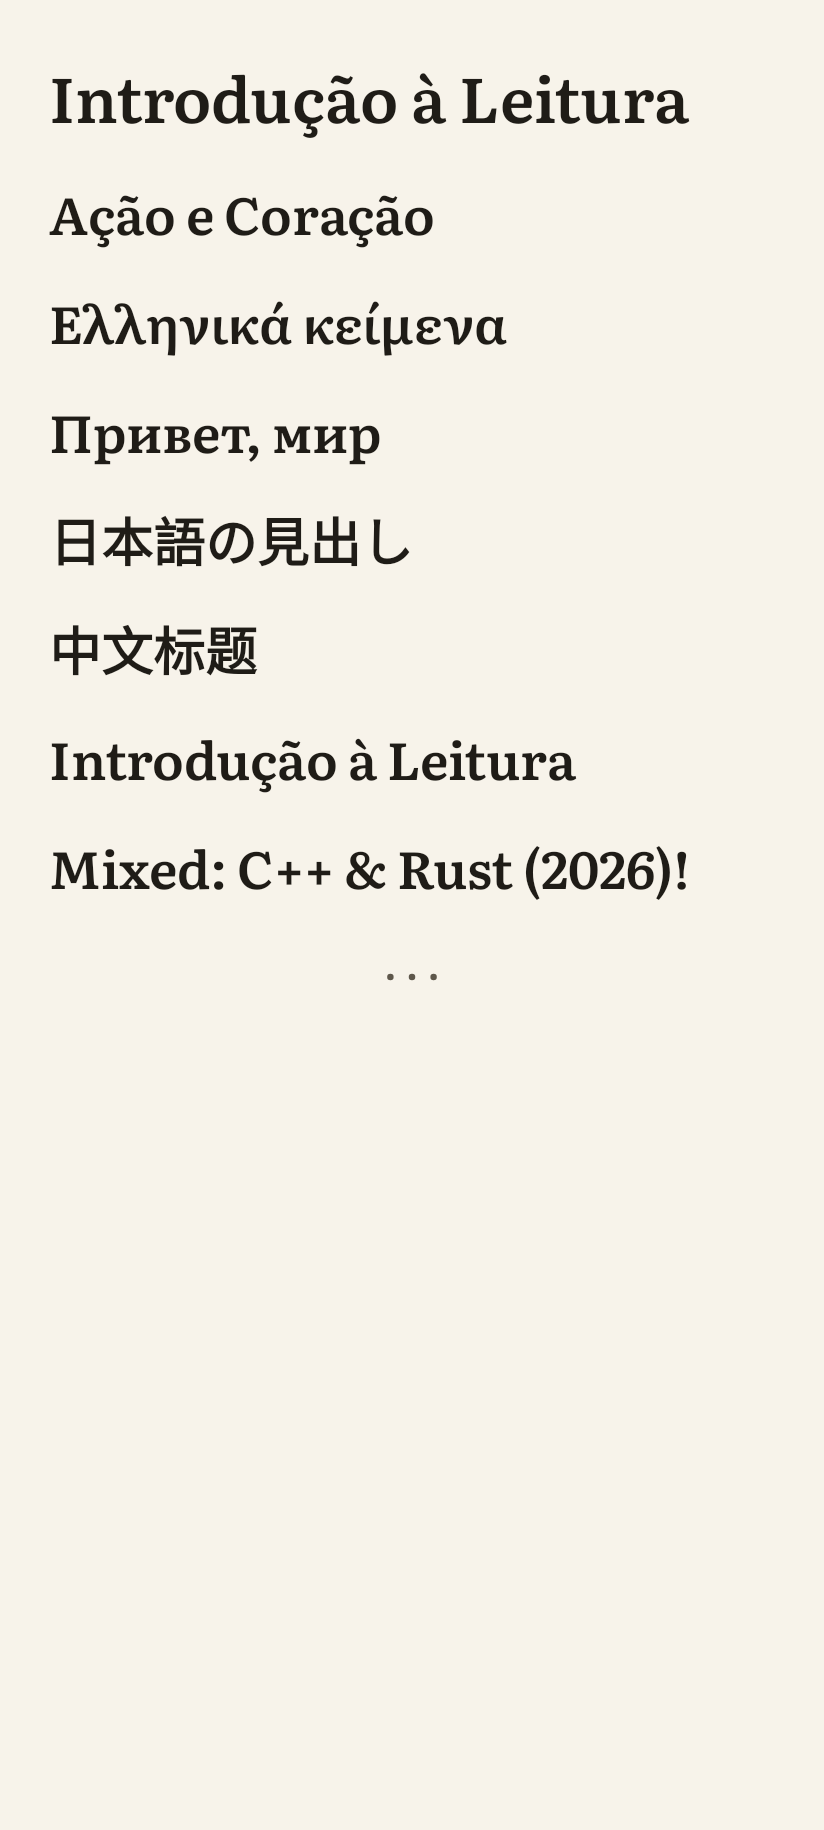 Introdução à Leitura
Ação e Coração
Ελληνικά κείμενα
Привет, мир
日本語の見出し
中文标题
Introdução à Leitura
Mixed: C++ & Rust (2026)!
· · ·